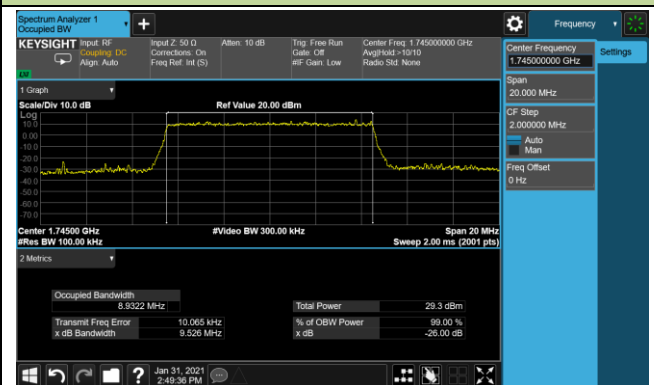 Spectrum Analyzer 1
Occupied BW
Frequency
KEYSIGHT
Input: RF
Coupling: DC
Align: Auto
Input Z: 50 Ω
Corrections: On
Freq Ref: Int (S)
Atten: 10 dB
Trig: Free Run
Gate: Off
#IF Gain: Low
Center Freq: 1.745000000 GHz
Avg|Hold:>10/10
Radio Std: None
Center Frequency
1.745000000 GHz
Settings
Span
20.000 MHz
CF Step
2.000000 MHz
Auto
Man
Freq Offset
0 Hz
1 Graph
Scale/Div 10.0 dB
Ref Value 20.00 dBm
Log
10.0
0.00
-10.0
-20.0
-30.0
-40.0
-50.0
-60.0
-70.0
Center 1.74500 GHz
#Video BW 300.00 kHz
Span 20 MHz
#Res BW 100.00 kHz
Sweep 2.00 ms (2001 pts)
2 Metrics
Occupied Bandwidth
8.9322 MHz
Total Power
29.3 dBm
Transmit Freq Error
10.065 kHz
% of OBW Power
99.00 %
x dB Bandwidth
9.526 MHz
x dB
-26.00 dB
Jan 31, 2021
2:49:36 PM